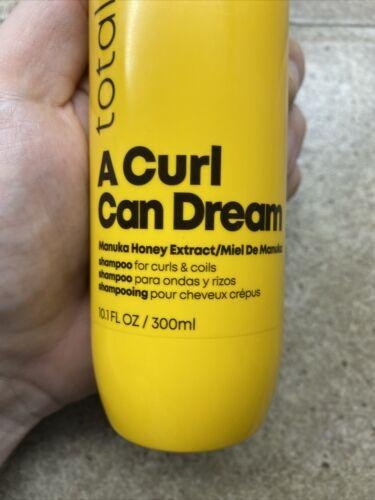 total
A Curl
Can Dream
Manuka Honey Extract/Miel De Manuka
shampoo for curls & coils
shampoo para ondas y rizos
shampooing pour cheveux crépus
10.1 FL OZ / 300ml